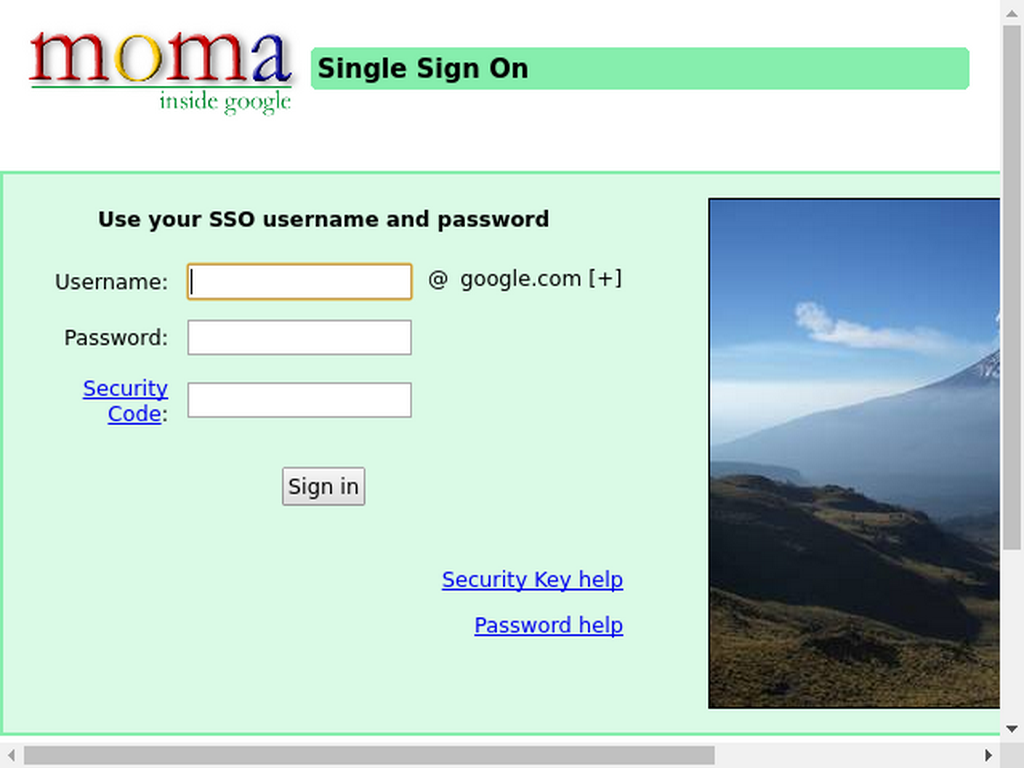 moma
inside google
Single Sign On
Use your SSO username and password
Username:
@ google.com [+]
Password:
Security
Code:
Sign in
Security Key help
Password help